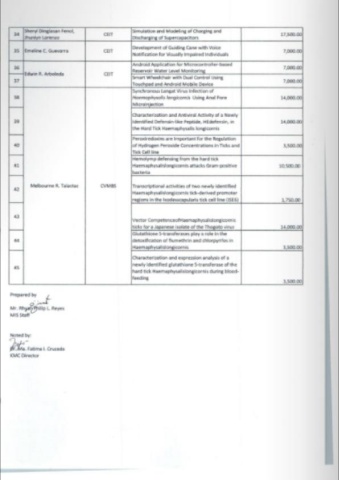 34 Sheryl Dinglasan Fenol, CEIT Simulation and Modeling of Charging and 17,500.00
Marlon Lorenzo Discharging of Supercapacitors
35 Emeline C. Guevarra CEIT Development of Guiding Cane with Voice 7,000.00
Notification for Visually Impaired Individuals
36 Android Application for Microcontroller-based 7,000.00
Reservoir Water Level Monitoring
37 Edwin R. Arboleda CEIT Smart Wheelchair with Dual Control Using 7,000.00
Touchpad and Android Mobile Device
38 Synchronous Langat Virus Infection of 14,000.00
Haemaphysalis longicornis Using Anal Pore
Microinjection
39 Characterization and Antiviral Activity of a Newly 14,000.00
Identified Defensin-like Peptide, HEdefensin, in
the Hard Tick Haemaphysalis longicornis
40 Peroxiredoxins are Important for the Regulation 3,500.00
of Hydrogen Peroxide Concentrations in Ticks and
Tick Cell line
41 Hemolymp defensing from the hard tick 10,500.00
Haemaphysalislongicornis attacks Gram-positive
bacteria
42 Melbourne R. Talactac CVMBS Transcriptional activities of two newly identified 1,750.00
Haemaphysalislongicornis tick-derived promoter
regions in the Ixodesscapularis tick cell line (ISE6)
43 Vector CompetenceofHaemaphysalislongicornis 14,000.00
ticks for a Japanese isolate of the Thogoto virus
44 Glutathione S-transferases play a role in the 3,500.00
detoxification of flumethrin and chlorpyrifos in
Haemaphysalislongicornis
45 Characterization and expression analysis of a 3,500.00
newly identified glutathione S-transferase of the
hard tick Haemaphysalislongicornis during blood-
feeding
Prepared by
Mr. Philip L. Reyes
MIS Staff
Noted by:
Ma. Fatima I. Cruzada
KMC Director